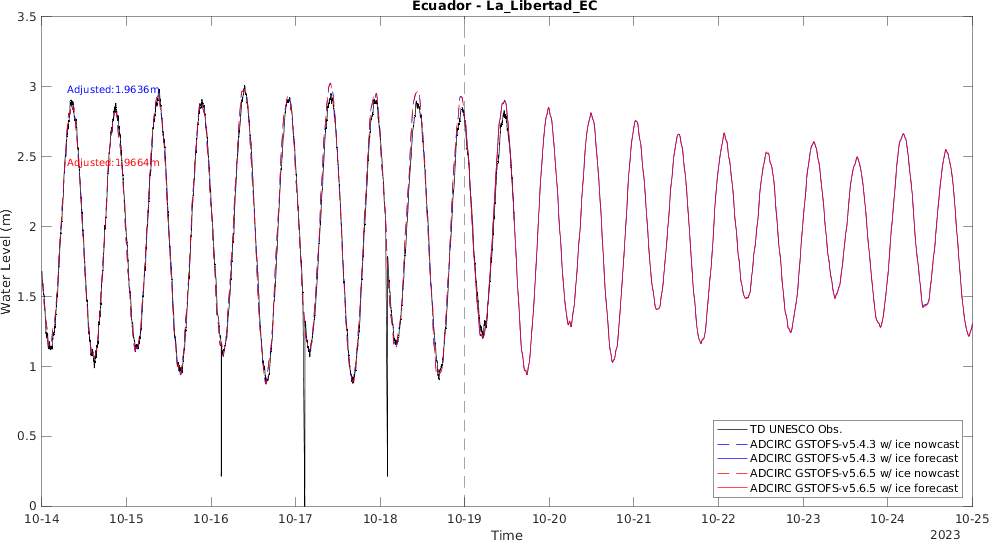 Ecuador - La_Libertad_EC
3.5
3
2.5
2
1.5
1
0.5
0
Water Level (m)
Adjusted:1.9636m
Adjusted:1.9664m
TD UNESCO Obs.
ADCIRC GSTOFS-v5.4.3 w/ ice nowcast
ADCIRC GSTOFS-v5.4.3 w/ ice forecast
ADCIRC GSTOFS-v5.6.5 w/ ice nowcast
ADCIRC GSTOFS-v5.6.5 w/ ice forecast
10-14 10-15 10-16 10-17 10-18 10-19 10-20 10-21 10-22 10-23 10-24 10-25
Time
2023